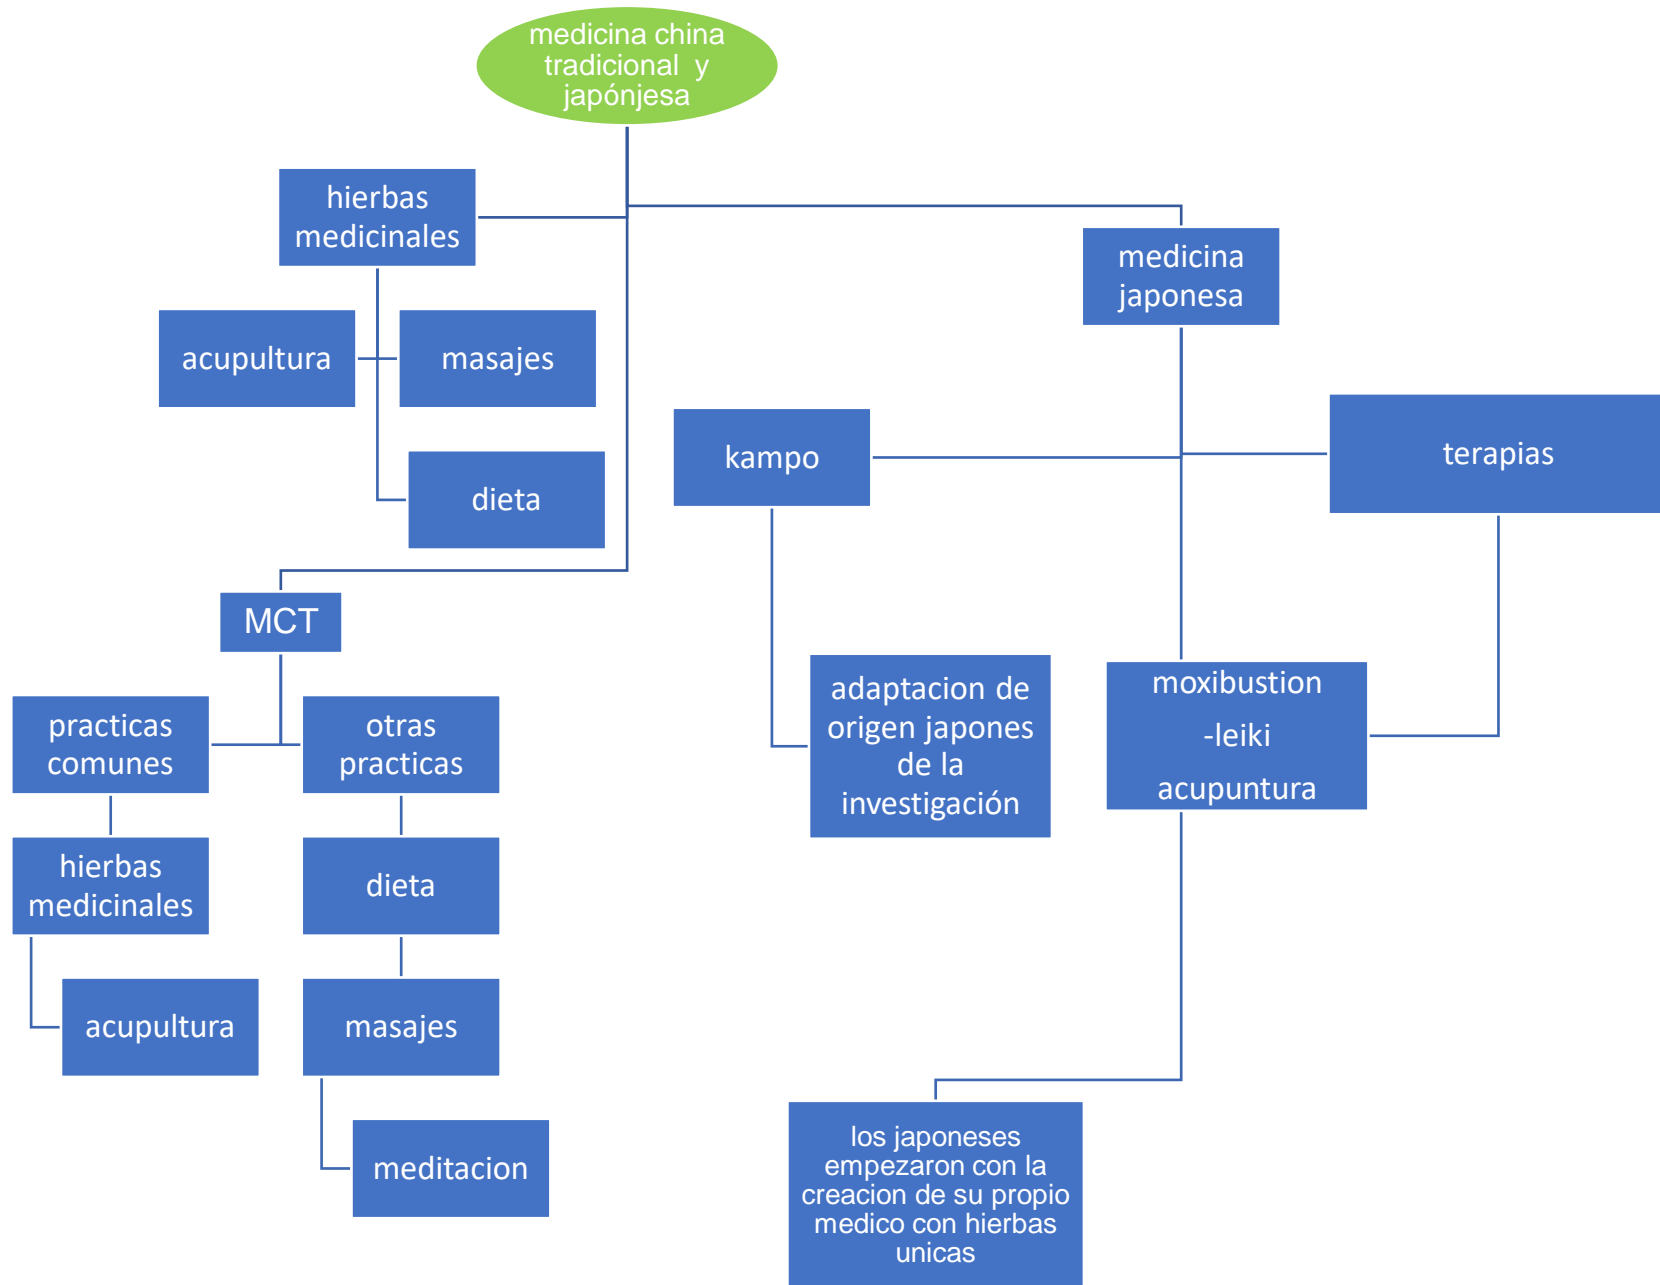 medicina china
tradicional y
japónjesa
hierbas
medicinales
acupultura
masajes
dieta
medicina
japonesa
kampo
terapias
adaptacion de
origen japones
de la
investigación
moxibustion
-leiki
acupuntura
los japoneses
empezaron con la
creacion de su propio
medico con hierbas
unicas
MCT
practicas
comunes
otras
practicas
hierbas
medicinales
dieta
acupultura
masajes
meditacion